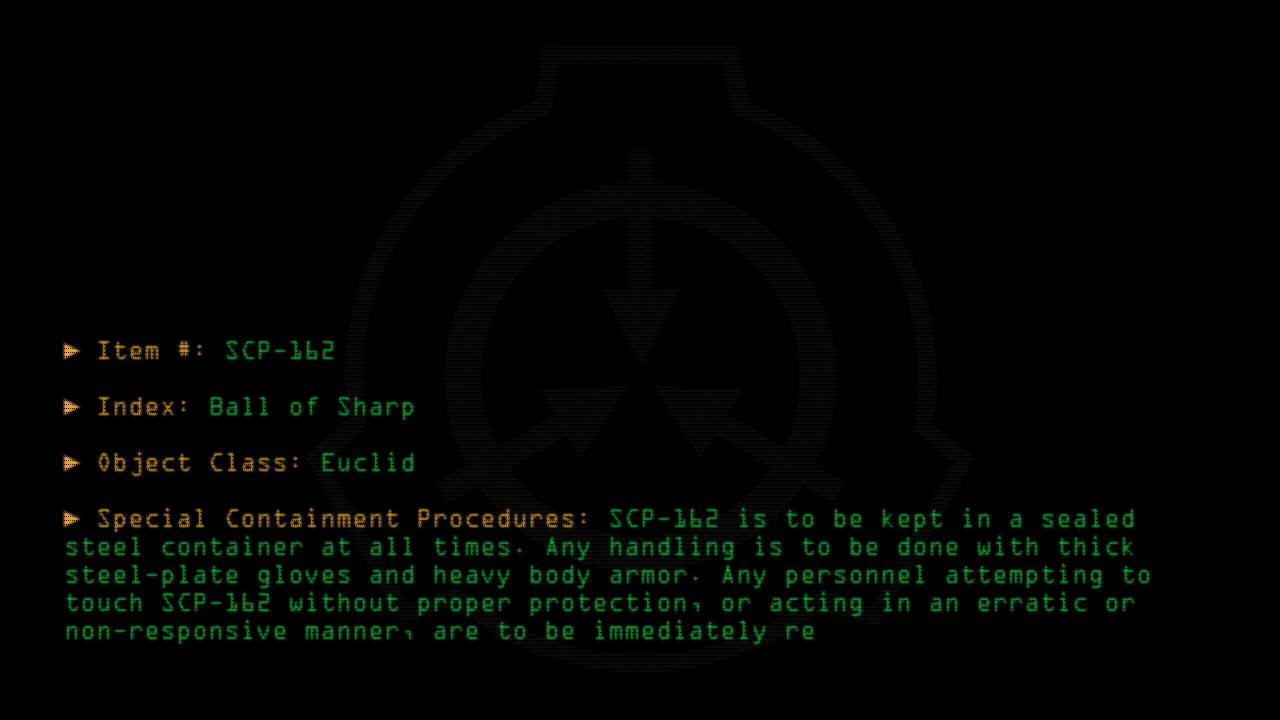 ► Item #: SCP-162
► Index: Ball of Sharp
► Object Class: Euclid
► Special Containment Procedures: SCP-162 is to be kept in a sealed
steel container at all times. Any handling is to be done with thick
steel-plate gloves and heavy body armor. Any personnel attempting to
touch SCP-162 without proper protection, or acting in an erratic or
non-responsive manner, are to be immediately re